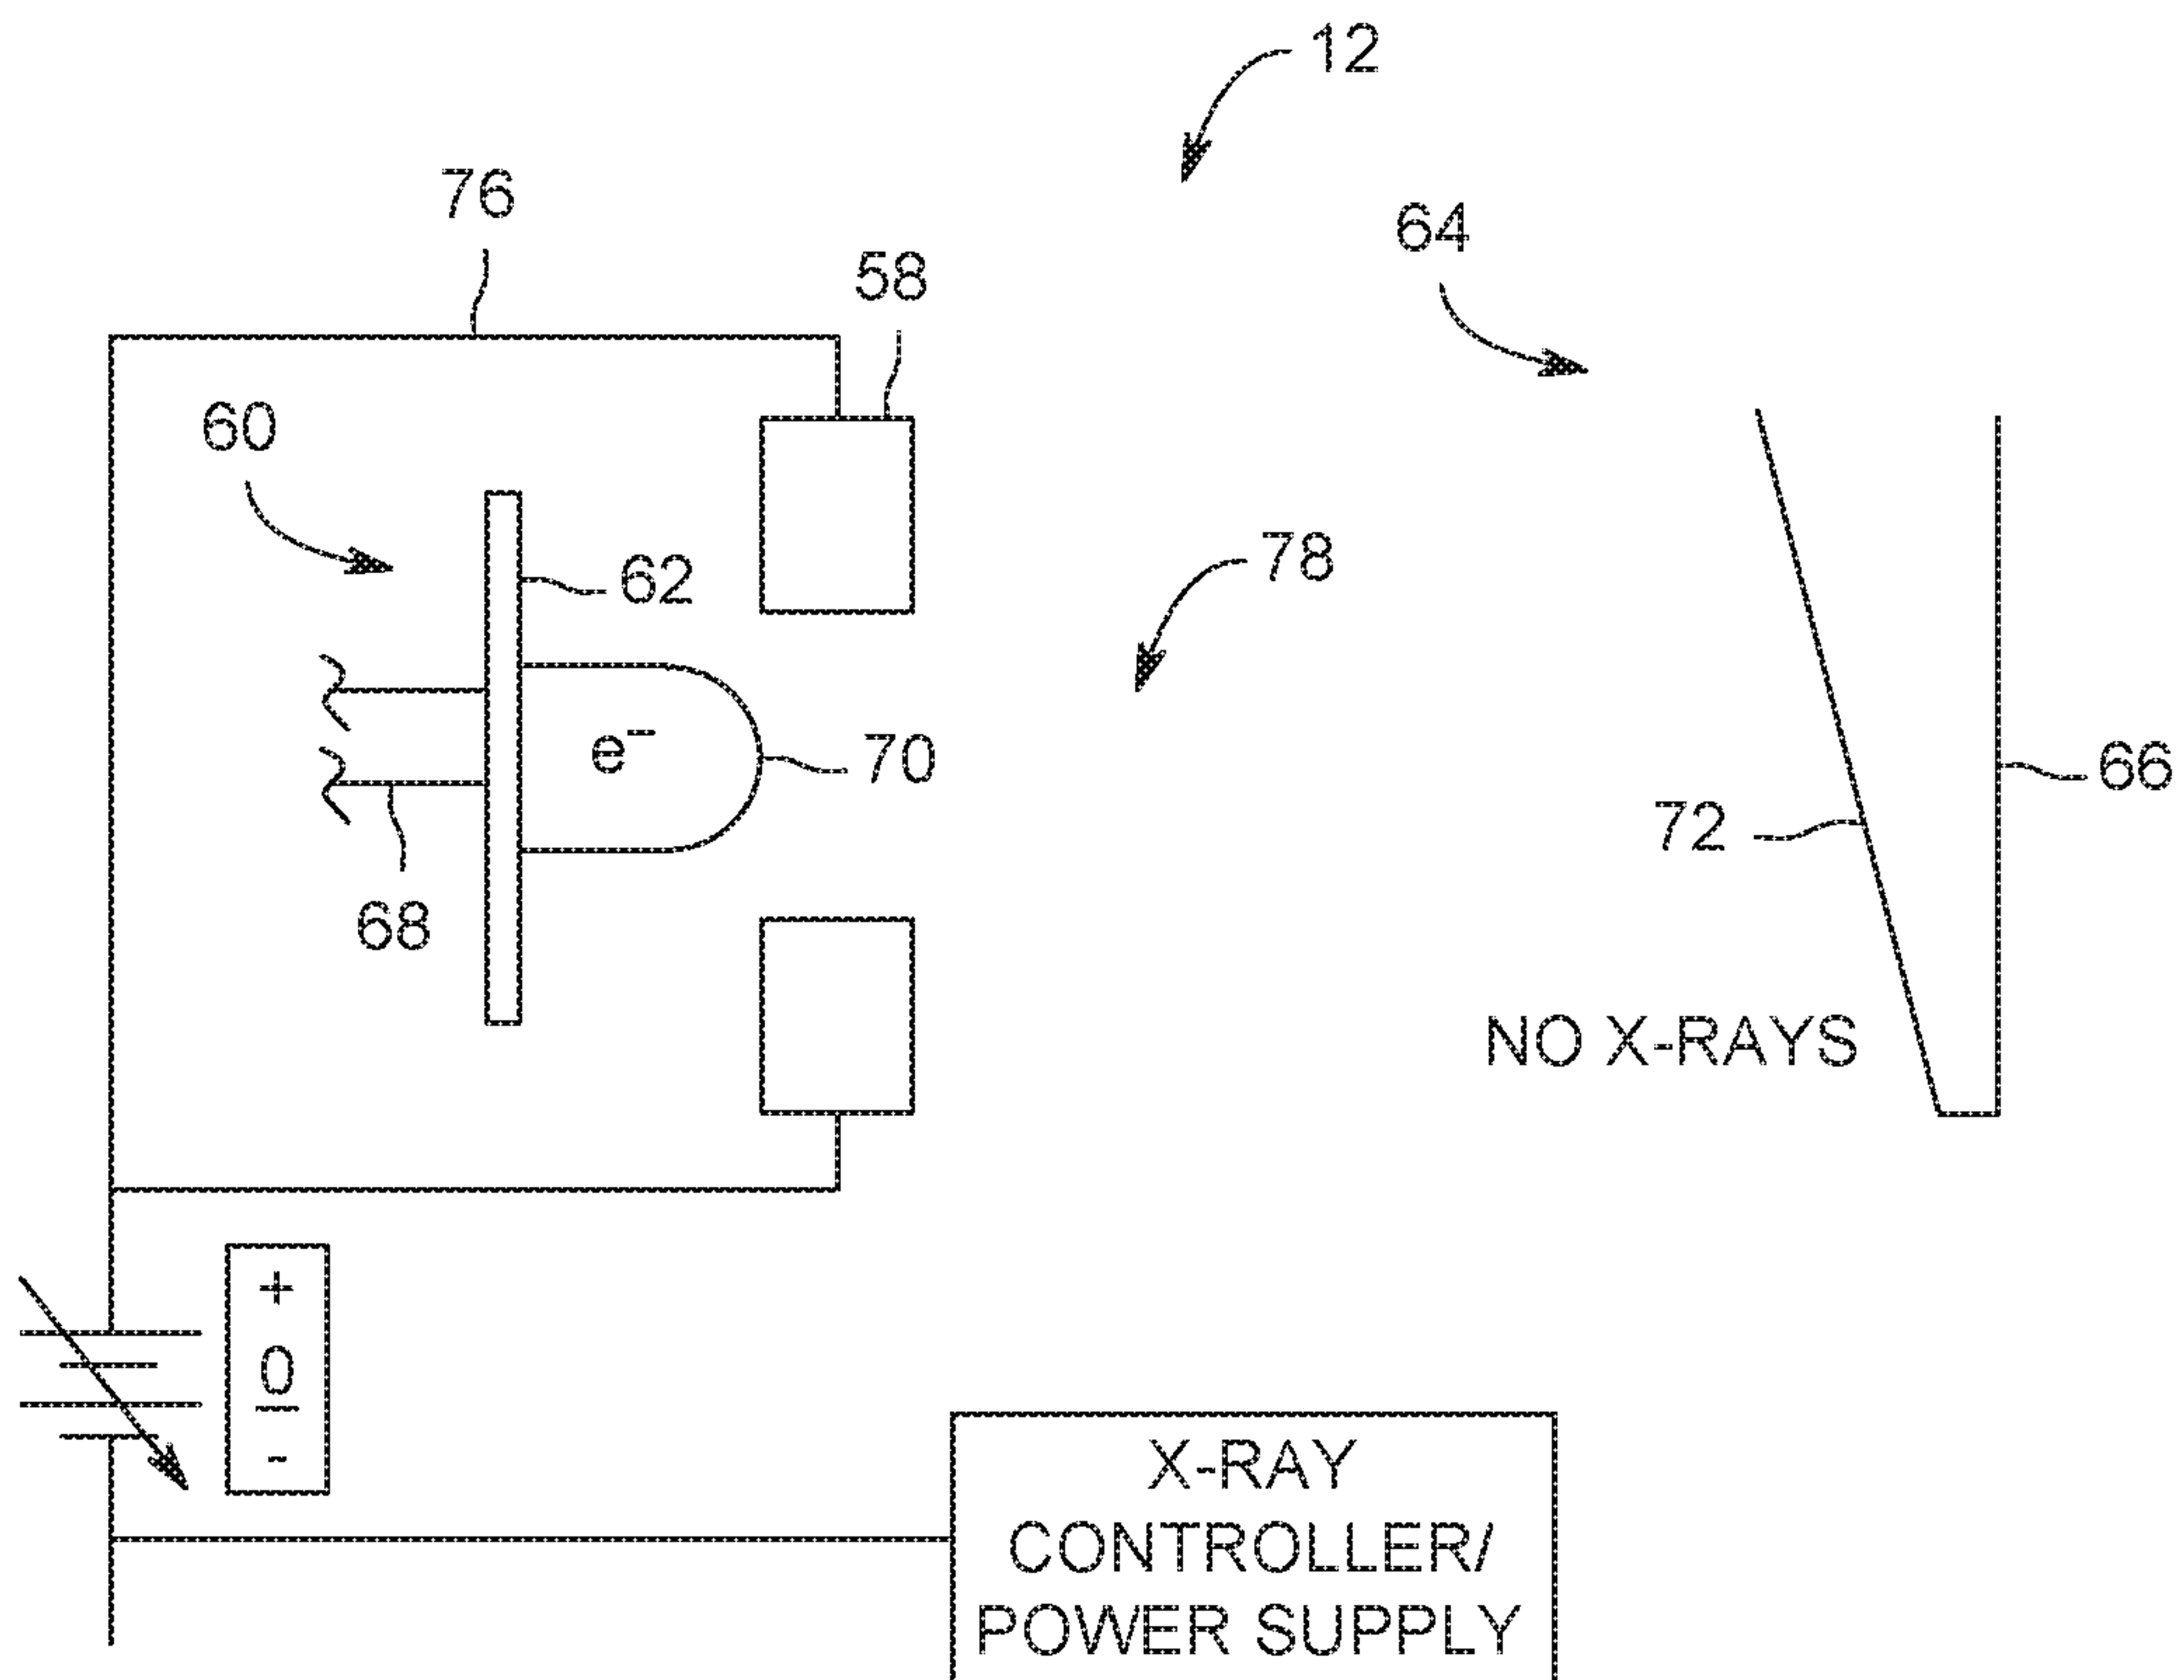 12
76
64
58
60
62
78
e⁻
70
66
72
68
NO X-RAYS
+
0
-
X-RAY
CONTROLLER/
POWER SUPPLY